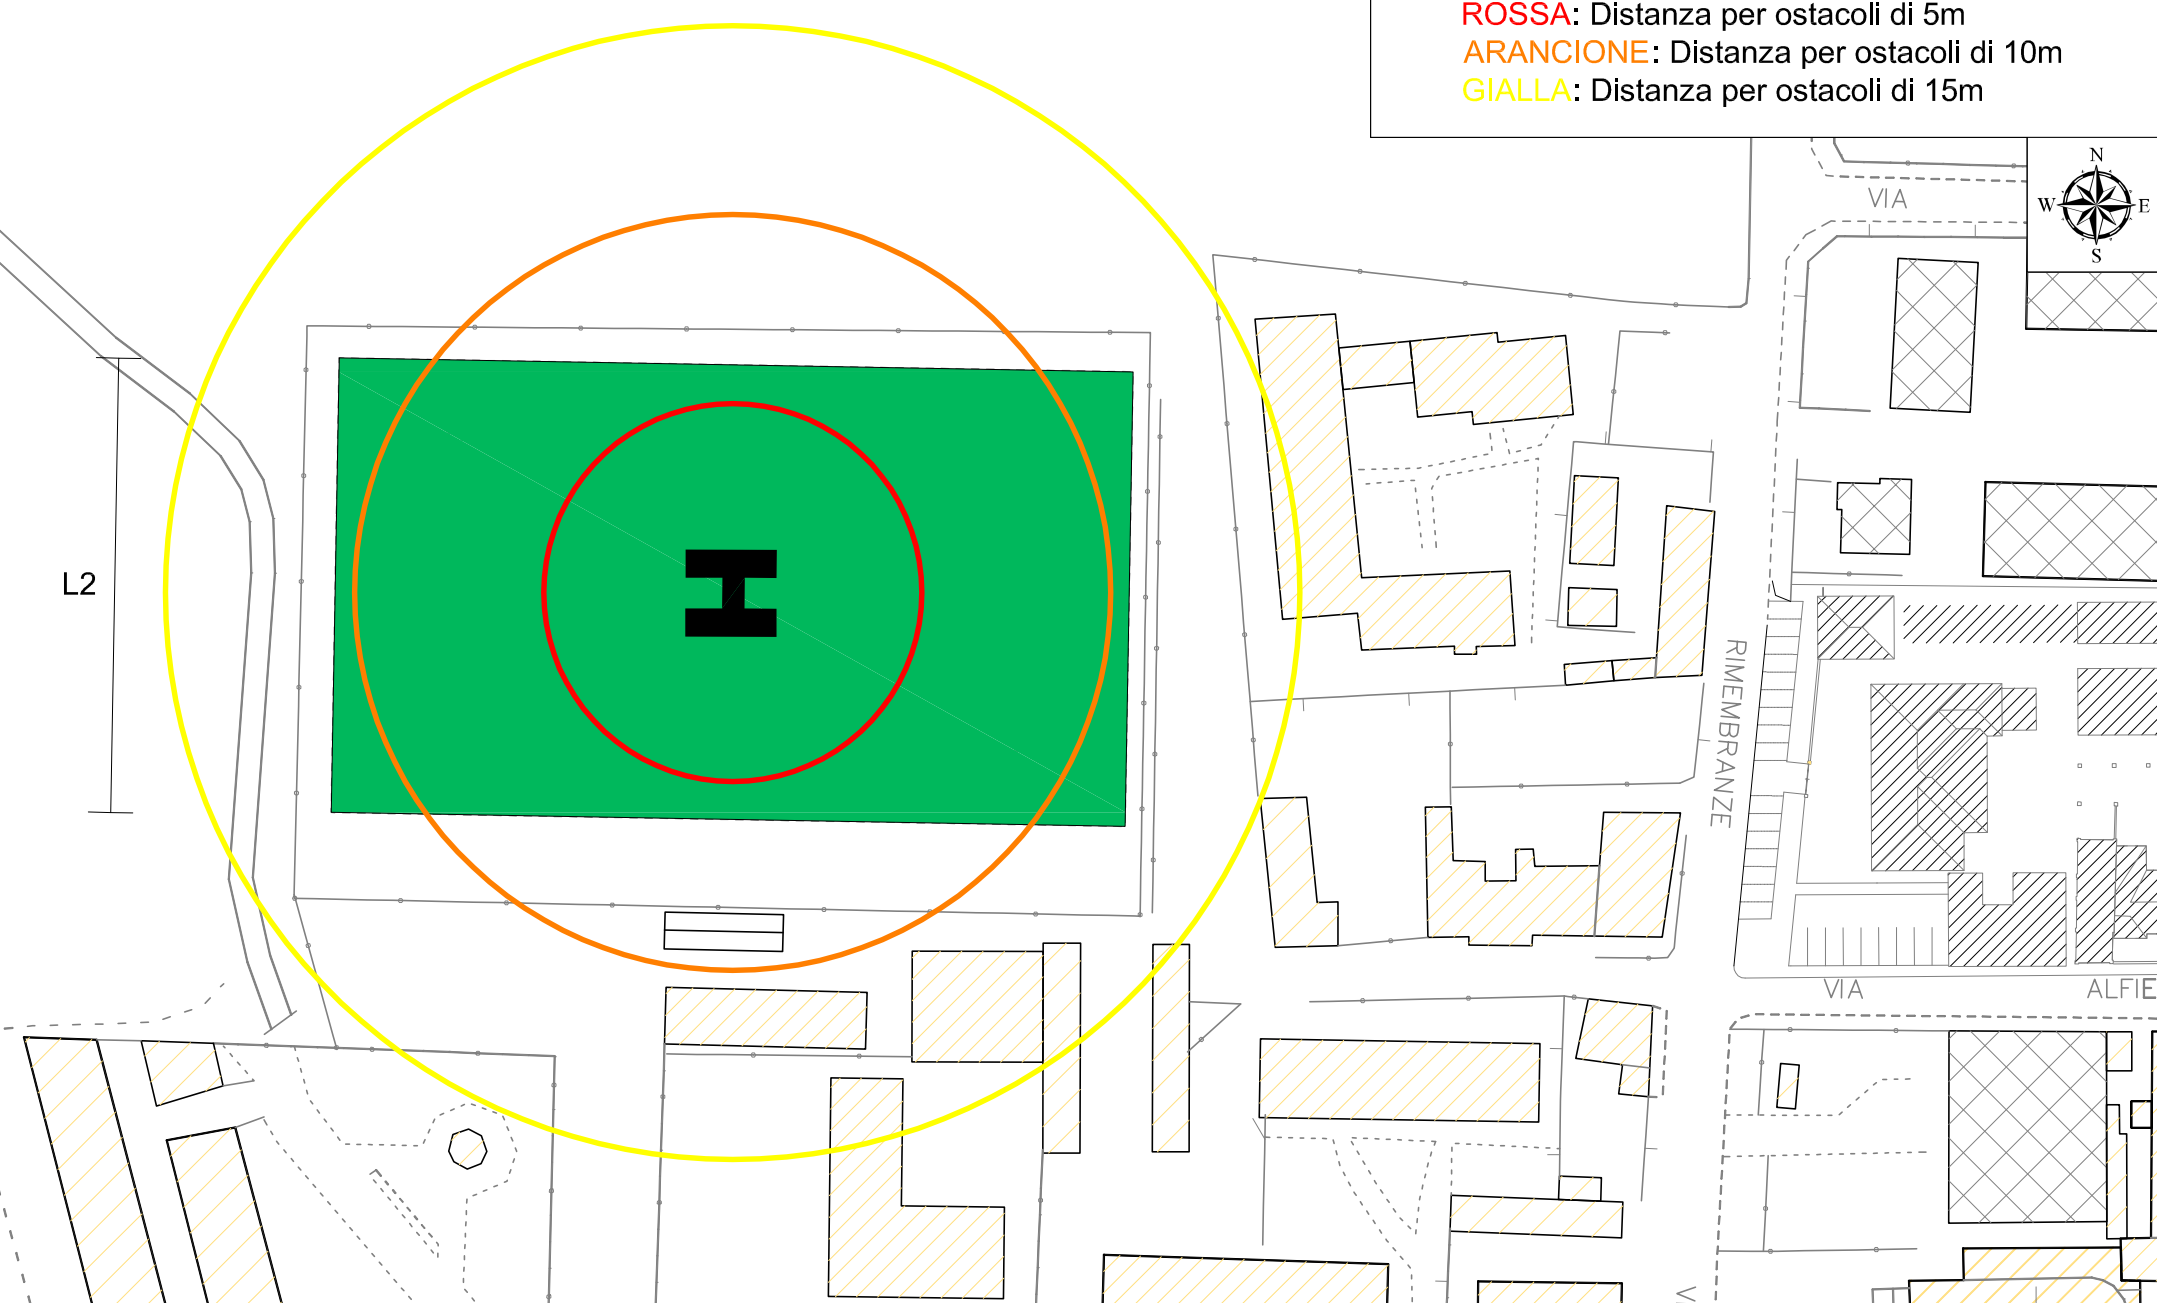 ROSSA: Distanza per ostacoli di 5m
ARANCIONE: Distanza per ostacoli di 10m
GIALLA: Distanza per ostacoli di 15m
N
W E
S
VIA
L2
H
RIMEMBRANZE
VIA ALFIE
V